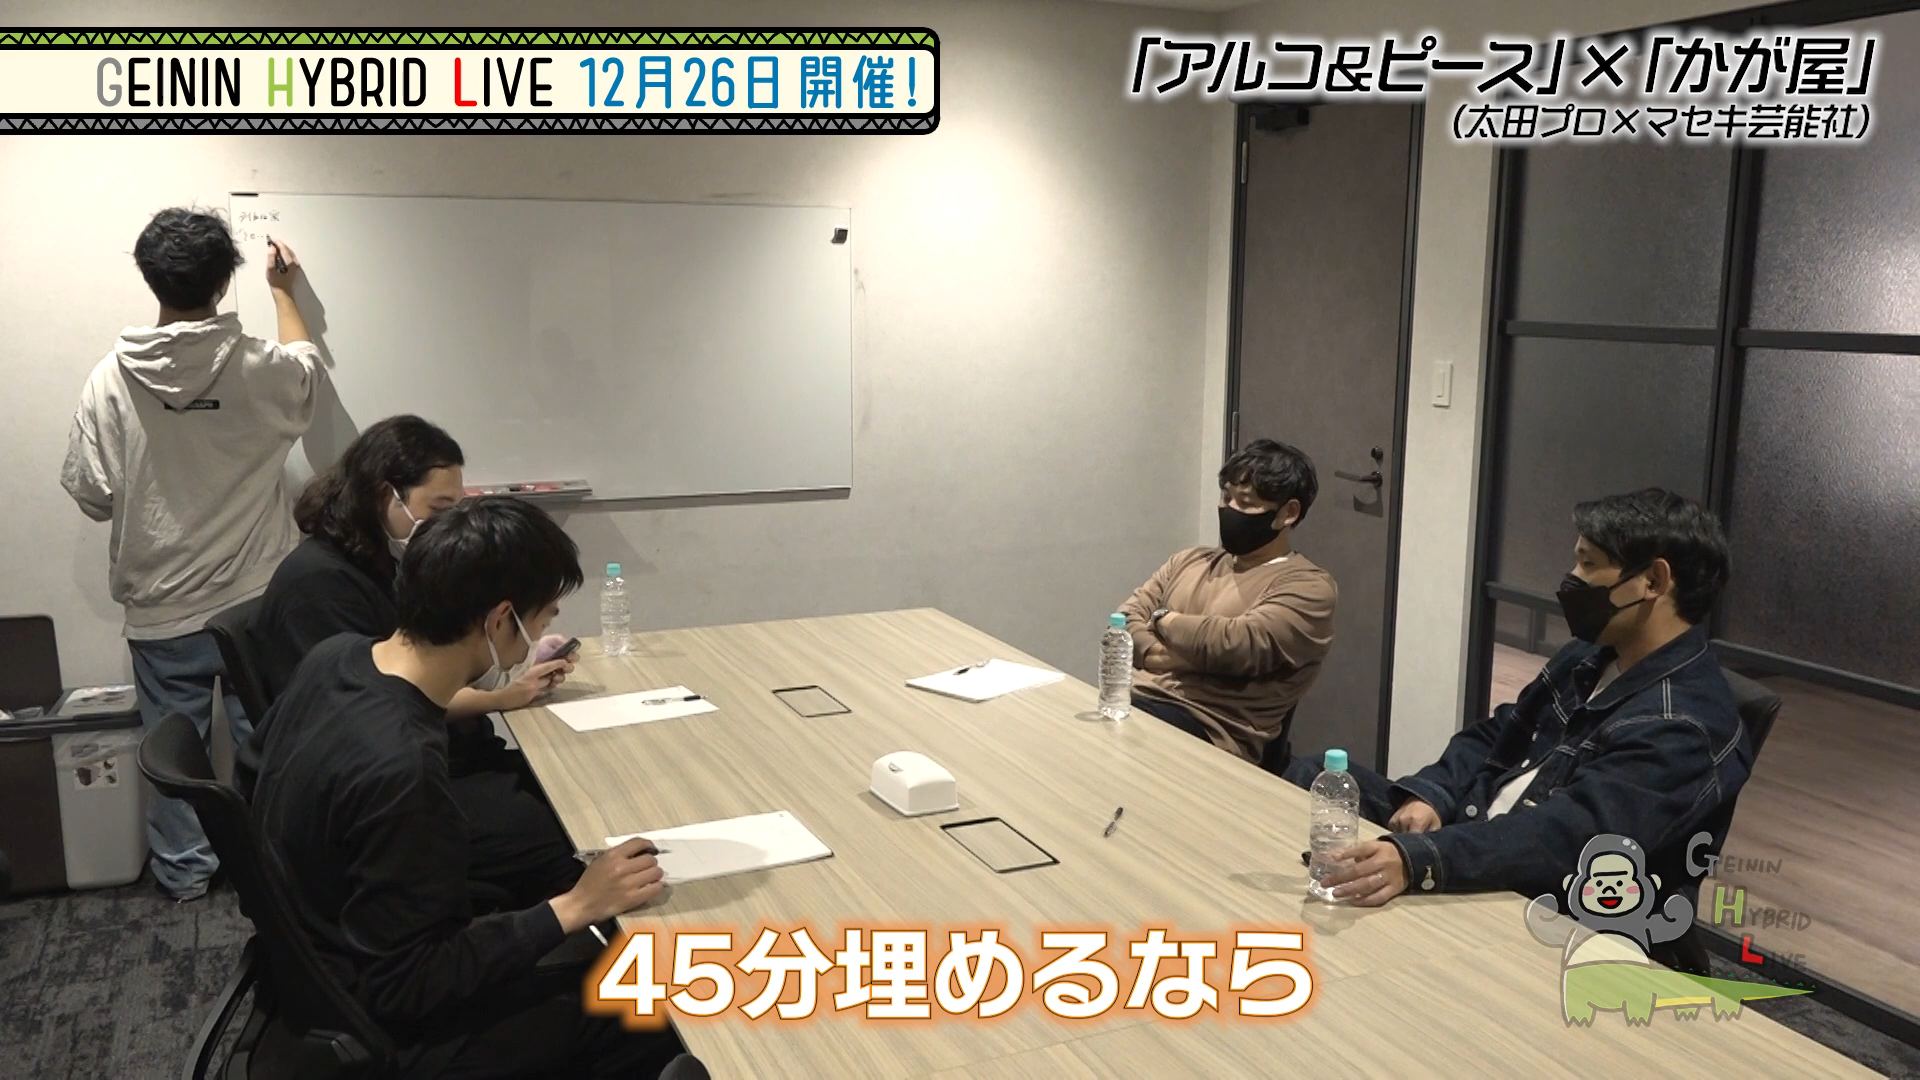 GEININ HYBRID LIVE 12月26日 開催!
「アルコ&ピース」×「かが屋」
(太田プロ×マセキ芸能社)
45分埋めるなら
GEININ
HYBRID
LIVE